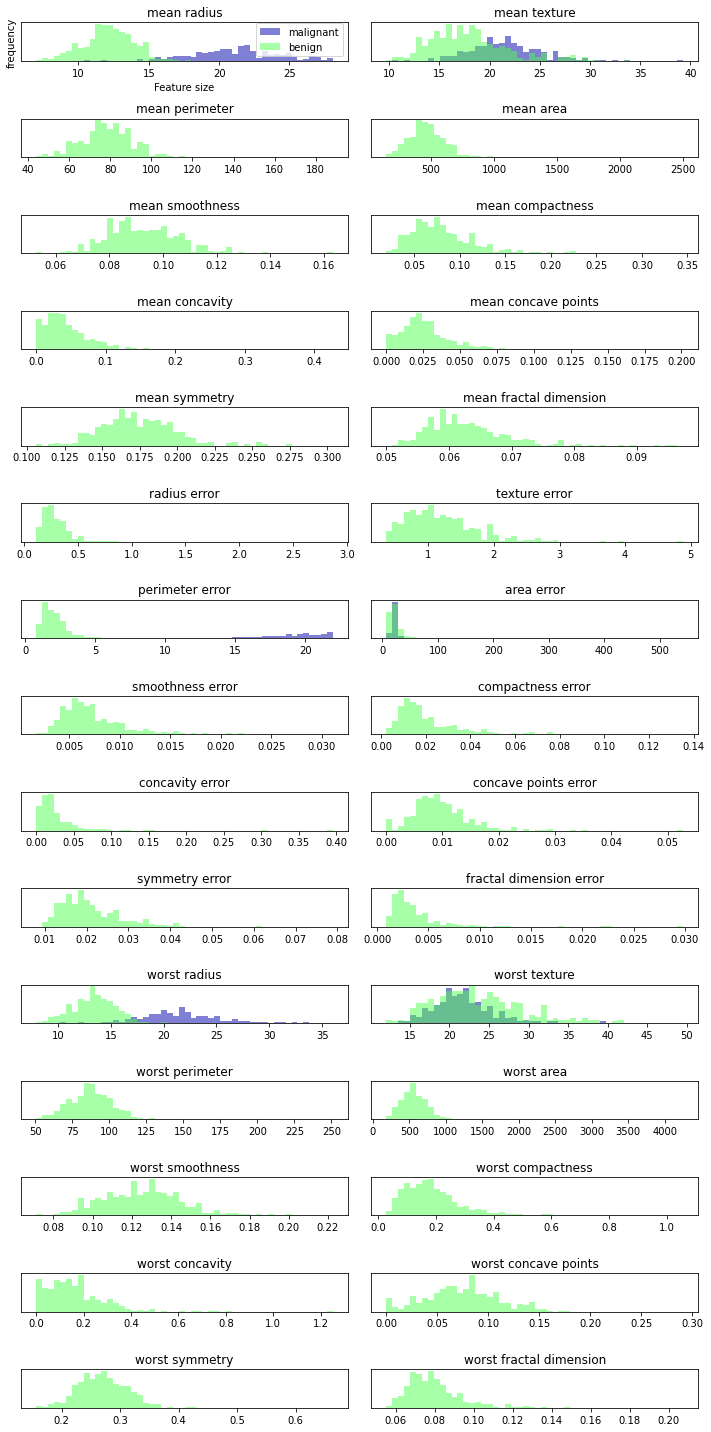 mean radius
mean texture
frequency
malignant
benign
10 15 20 25
Feature size
10 15 20 25 30 35 40
mean perimeter
mean area
40 60 80 100 120 140 160 180
500 1000 1500 2000 2500
mean smoothness
mean compactness
0.06 0.08 0.10 0.12 0.14 0.16
0.05 0.10 0.15 0.20 0.25 0.30 0.35
mean concavity
mean concave points
0.0 0.1 0.2 0.3 0.4
0.000 0.025 0.050 0.075 0.100 0.125 0.150 0.175 0.200
mean symmetry
mean fractal dimension
0.100 0.125 0.150 0.175 0.200 0.225 0.250 0.275 0.300
0.05 0.06 0.07 0.08 0.09
radius error
texture error
0.0 0.5 1.0 1.5 2.0 2.5 3.0
1 2 3 4 5
perimeter error
area error
0 5 10 15 20
0 100 200 300 400 500
smoothness error
compactness error
0.005 0.010 0.015 0.020 0.025 0.030
0.00 0.02 0.04 0.06 0.08 0.10 0.12 0.14
concavity error
concave points error
0.00 0.05 0.10 0.15 0.20 0.25 0.30 0.35 0.40
0.00 0.01 0.02 0.03 0.04 0.05
symmetry error
fractal dimension error
0.01 0.02 0.03 0.04 0.05 0.06 0.07 0.08
0.000 0.005 0.010 0.015 0.020 0.025 0.030
worst radius
worst texture
10 15 20 25 30 35
15 20 25 30 35 40 45 50
worst perimeter
worst area
50 75 100 125 150 175 200 225 250
0 500 1000 1500 2000 2500 3000 3500 4000
worst smoothness
worst compactness
0.08 0.10 0.12 0.14 0.16 0.18 0.20 0.22
0.0 0.2 0.4 0.6 0.8 1.0
worst concavity
worst concave points
0.0 0.2 0.4 0.6 0.8 1.0 1.2
0.00 0.05 0.10 0.15 0.20 0.25 0.30
worst symmetry
worst fractal dimension
0.2 0.3 0.4 0.5 0.6
0.06 0.08 0.10 0.12 0.14 0.16 0.18 0.20